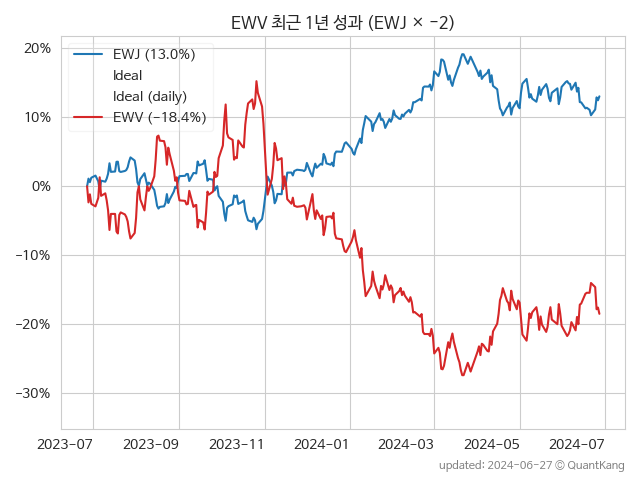 EWV 최근 1년 성과 (EWJ × −2)
EWJ (13.0%)
Ideal
Ideal (daily)
EWV (−18.4%)
20%
10%
0%
−10%
−20%
−30%
2023−07
2023−09
2023−11
2024−01
2024−03
2024−05
2024−07
updated: 2024-06-27 © QuantKang